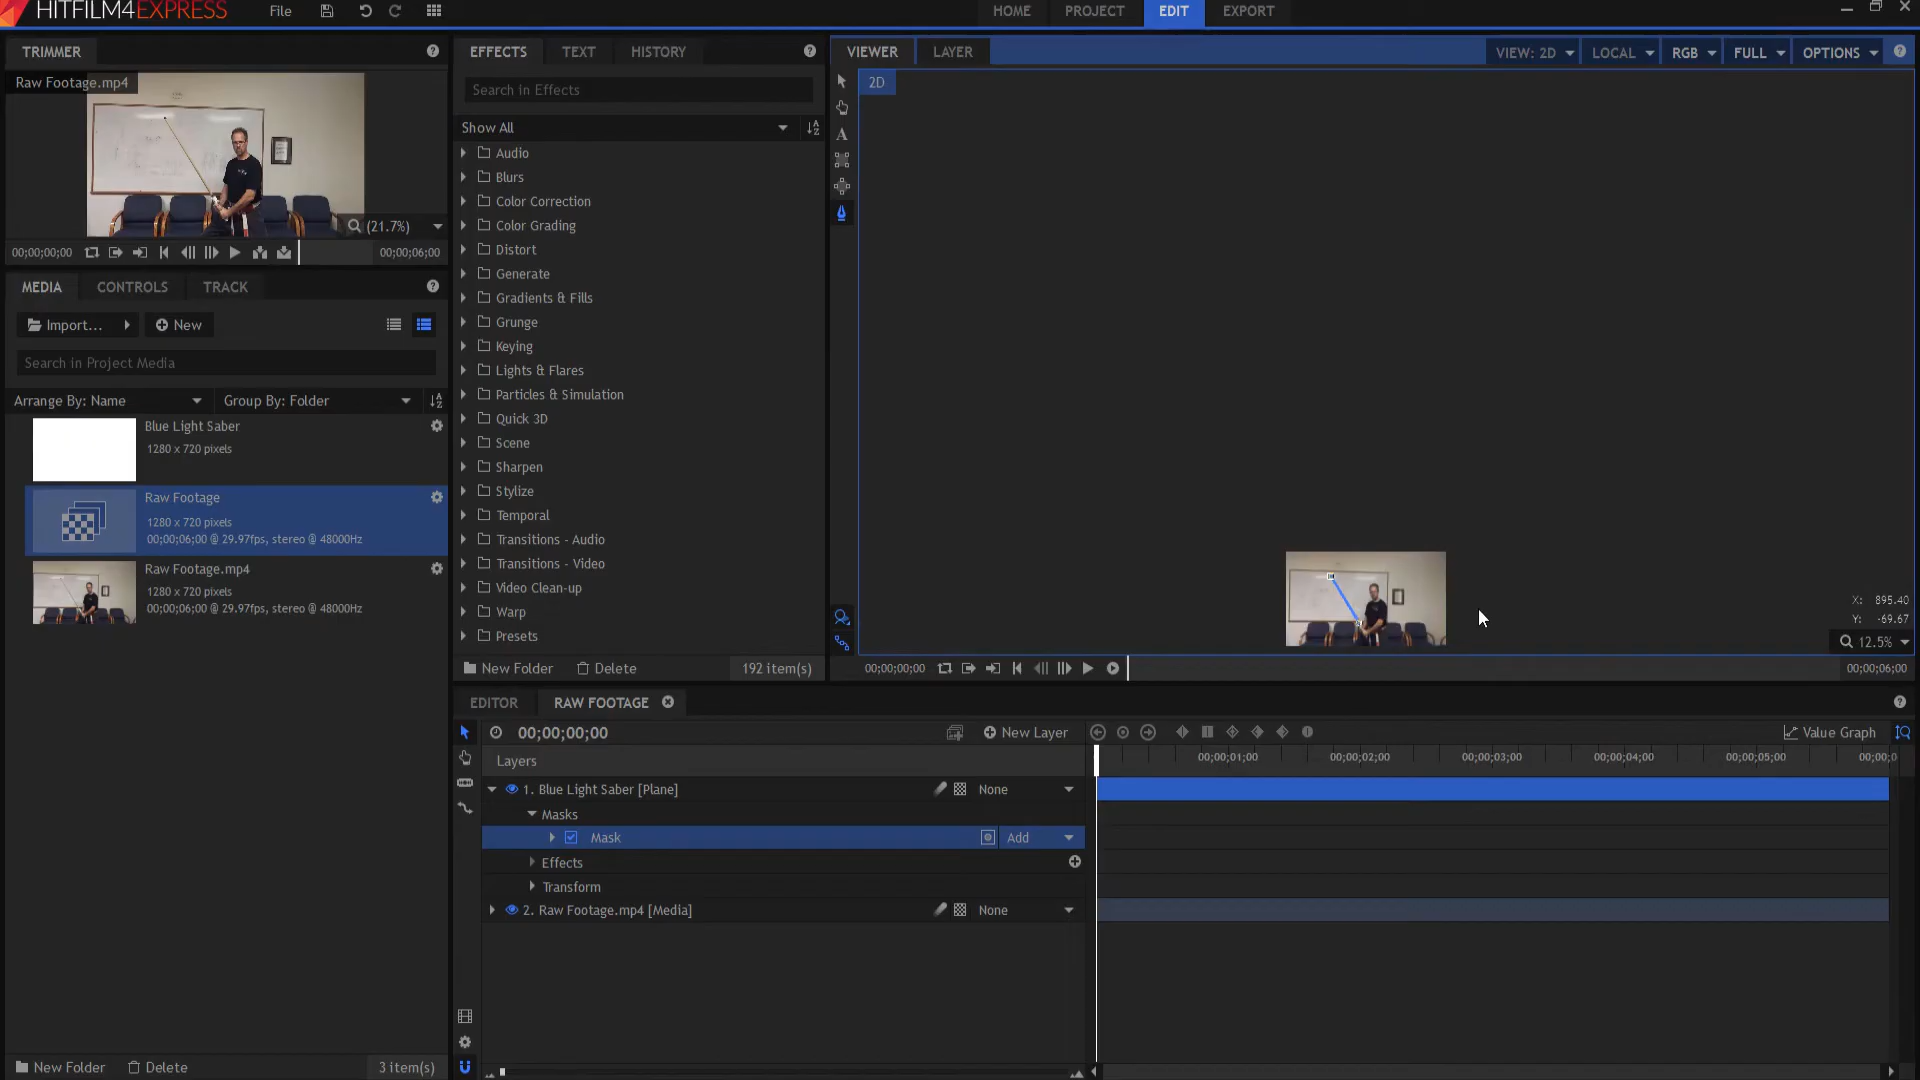 HITFILM4EXPRESS
File
HOME
PROJECT
EDIT
EXPORT
TRIMMER
Raw Footage.mp4
(21.7%)
00;00;00;00
00;00;06;00
MEDIA
CONTROLS
TRACK
Import...
New
Search in Project Media
Arrange By: Name
Group By: Folder
Blue Light Saber
1280 x 720 pixels
Raw Footage
1280 x 720 pixels
00;00;06;00 @ 29.97fps, stereo @ 48000Hz
Raw Footage.mp4
1280 x 720 pixels
00;00;06;00 @ 29.97fps, stereo @ 48000Hz
New Folder
Delete
3 item(s)
EFFECTS
TEXT
HISTORY
Search in Effects
Show All
Audio
Blurs
Color Correction
Color Grading
Distort
Generate
Gradients & Fills
Grunge
Keying
Lights & Flares
Particles & Simulation
Quick 3D
Scene
Sharpen
Stylize
Temporal
Transitions - Audio
Transitions - Video
Video Clean-up
Warp
Presets
New Folder
Delete
192 item(s)
VIEWER
LAYER
VIEW: 2D
LOCAL
RGB
FULL
OPTIONS
2D
X: 895.40
Y: -69.67
12.5%
00;00;00;00
00;00;06;00
EDITOR
RAW FOOTAGE
00;00;00;00
New Layer
Value Graph
Layers
00;00;01;00
00;00;02;00
00;00;03;00
00;00;04;00
00;00;05;00
00;00;0
1. Blue Light Saber [Plane]
None
Masks
Mask
Add
Effects
Transform
2. Raw Footage.mp4 [Media]
None